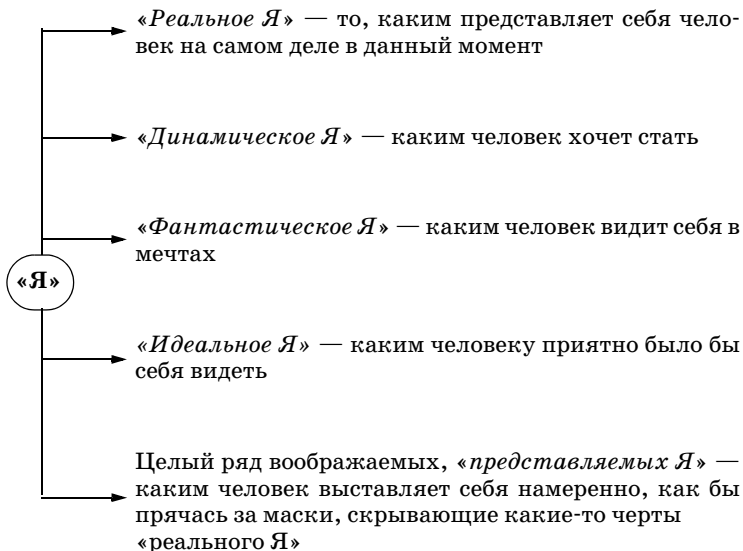 «Реальное Я» — то, каким представляет себя чело-
век на самом деле в данный момент
«Динамическое Я» — каким человек хочет стать
«Фантастическое Я» — каким человек видит себя в
мечтах
«Я»
«Идеальное Я» — каким человеку приятно было бы
себя видеть
Целый ряд воображаемых, «представляемых Я» —
каким человек выставляет себя намеренно, как бы
прячась за маски, скрывающие какие-то черты
«реального Я»